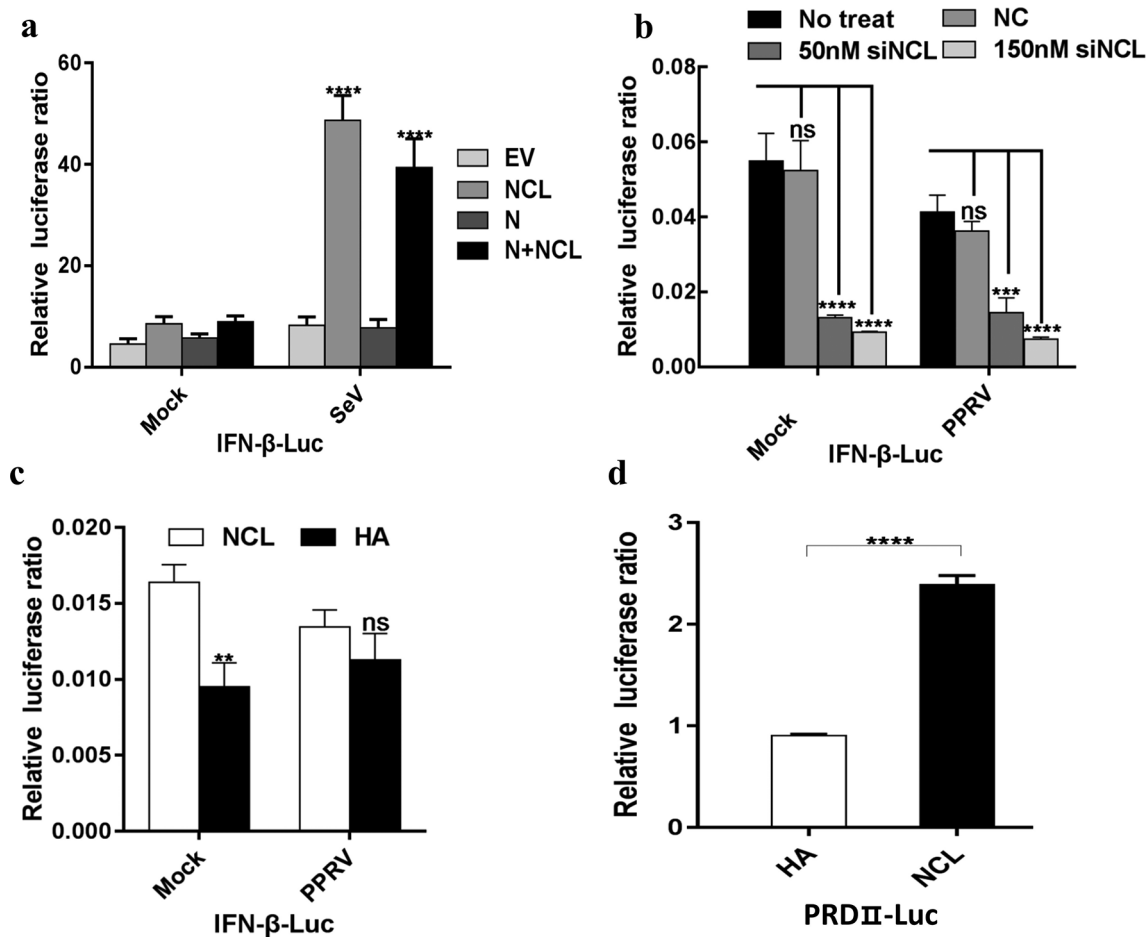 a
Relative luciferase ratio
60
40
20
0
****
****
EV
NCL
N
N+NCL
Mock
SeV
IFN-β-Luc
b
No treat
NC
50nM siNCL
150nM siNCL
Relative luciferase ratio
0.08
0.06
0.04
0.02
0.00
ns
****
****
ns
***
****
Mock
PPRV
IFN-β-Luc
c
NCL
HA
Relative luciferase ratio
0.020
0.015
0.010
0.005
0.000
**
ns
Mock
PPRV
IFN-β-Luc
d
Relative luciferase ratio
3
2
1
0
****
HA
NCL
PRDⅡ-Luc